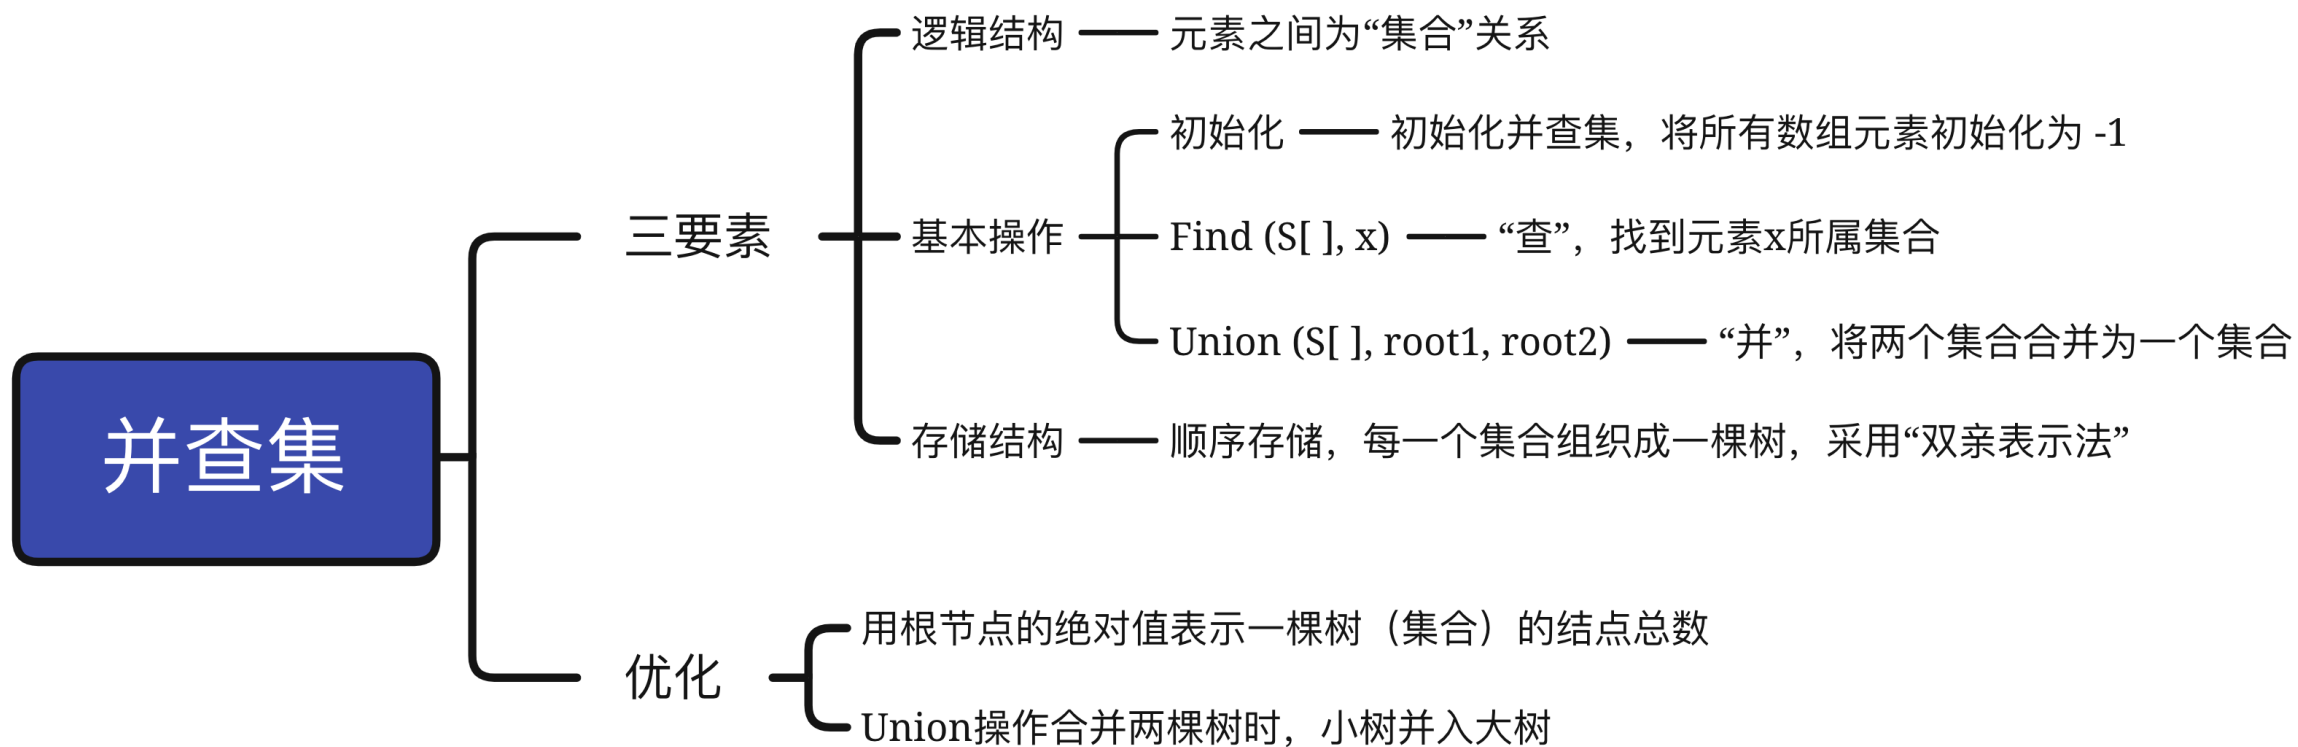 并查集
三要素
逻辑结构
元素之间为“集合”关系
基本操作
初始化
初始化并查集，将所有数组元素初始化为 -1
Find (S[ ], x)
“查”，找到元素x所属集合
Union (S[ ], root1, root2)
“并”，将两个集合合并为一个集合
存储结构
顺序存储，每一个集合组织成一棵树，采用“双亲表示法”
优化
用根节点的绝对值表示一棵树（集合）的结点总数
Union操作合并两棵树时，小树并入大树